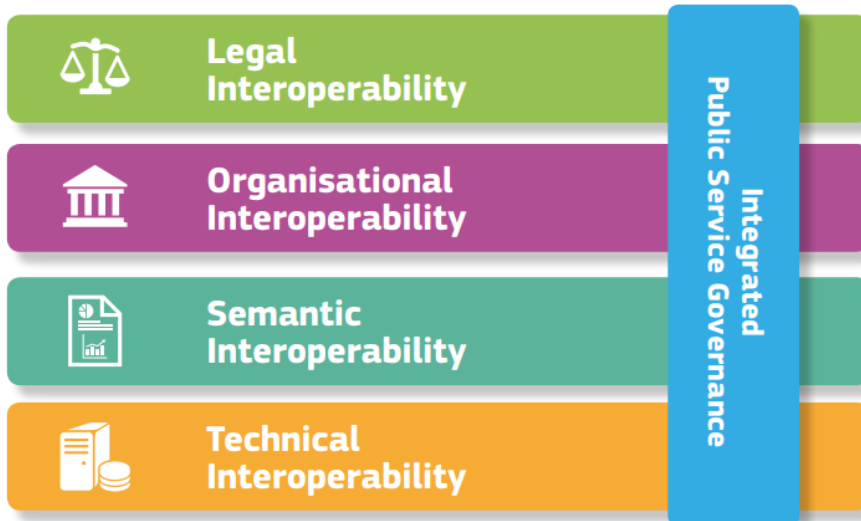 Legal
Interoperability
Organisational
Interoperability
Semantic
Interoperability
Technical
Interoperability
Integrated
Public Service Governance